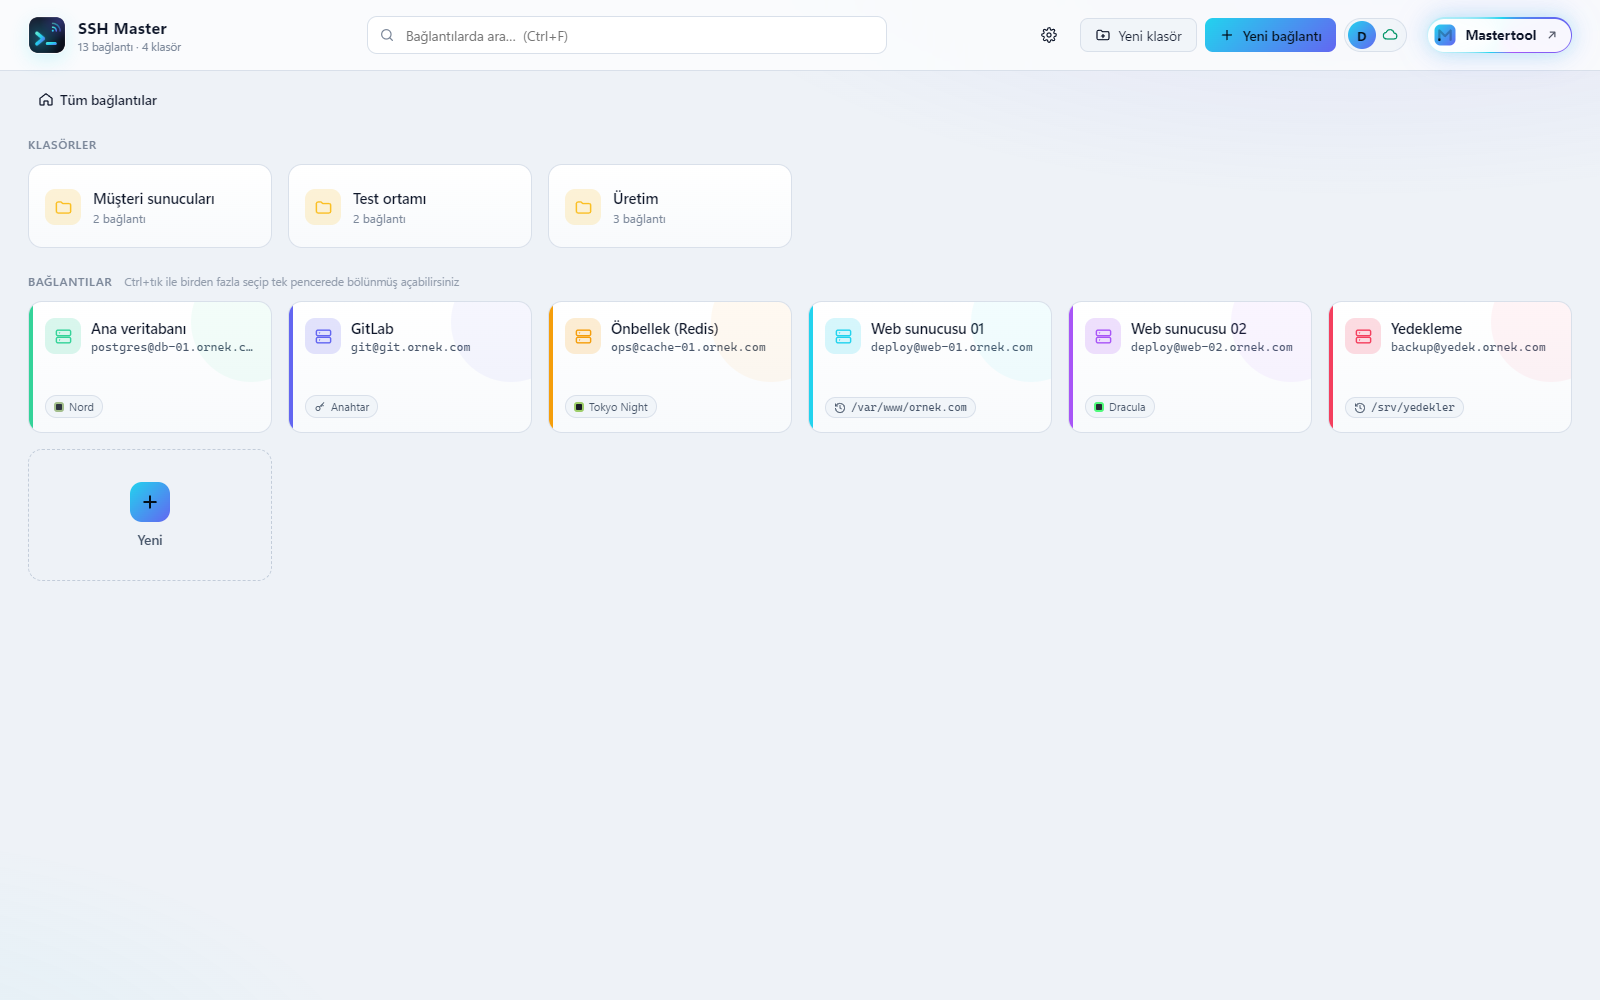 SSH Master
13 bağlantı · 4 klasör
Bağlantılarda ara... (Ctrl+F)
Yeni klasör
Yeni bağlantı
D
Mastertool
Tüm bağlantılar
KLASÖRLER
Müşteri sunucuları
2 bağlantı
Test ortamı
2 bağlantı
Üretim
3 bağlantı
BAĞLANTILAR
Ctrl+tık ile birden fazla seçip tek pencerede bölünmüş açabilirsiniz
Ana veritabanı
postgres@db-01.ornek.c…
Nord
GitLab
git@git.ornek.com
Anahtar
Önbellek (Redis)
ops@cache-01.ornek.com
Tokyo Night
Web sunucusu 01
deploy@web-01.ornek.com
/var/www/ornek.com
Web sunucusu 02
deploy@web-02.ornek.com
Dracula
Yedekleme
backup@yedek.ornek.com
/srv/yedekler
Yeni